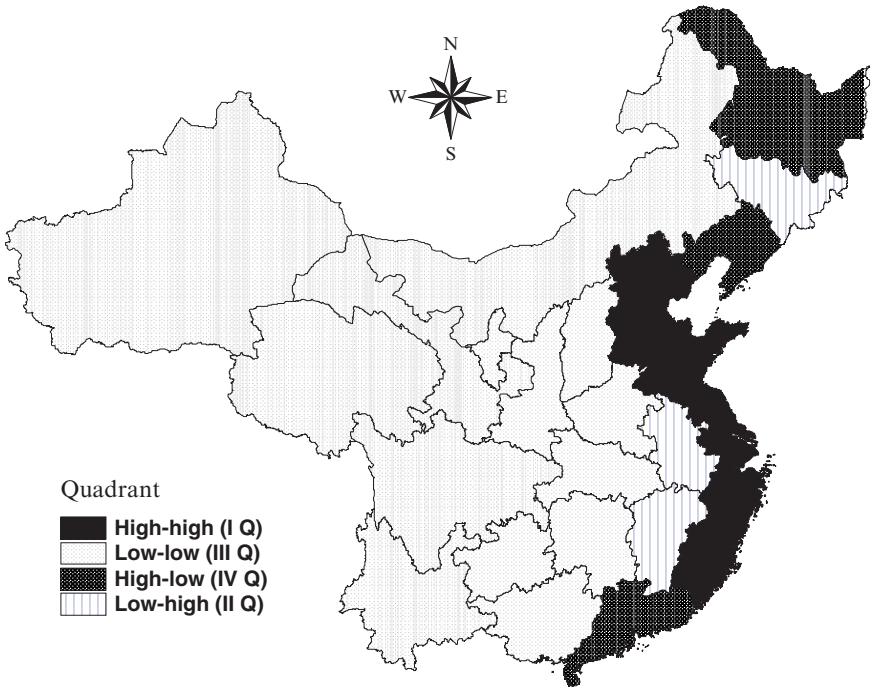 N
W E
S
Quadrant
High-high (I Q)
Low-low (III Q)
High-low (IV Q)
Low-high (II Q)